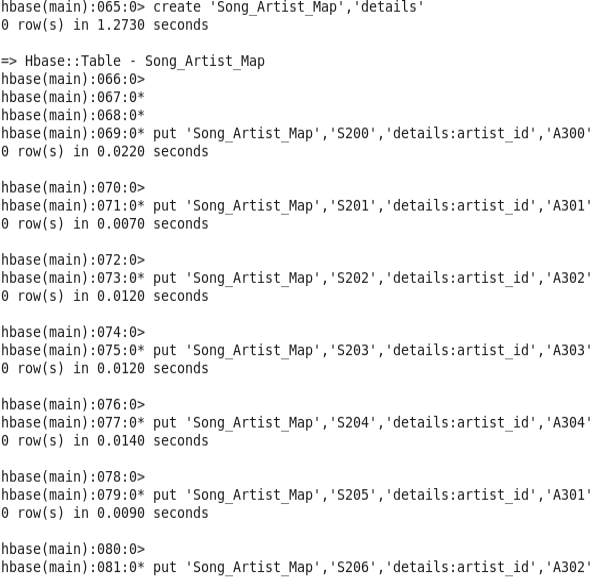 hbase(main):065:0> create 'Song_Artist_Map','details'
0 row(s) in 1.2730 seconds
=> Hbase::Table - Song_Artist_Map
hbase(main):066:0>
hbase(main):067:0*
hbase(main):068:0*
hbase(main):069:0* put 'Song_Artist_Map','S200','details:artist_id','A300'
0 row(s) in 0.0220 seconds
hbase(main):070:0>
hbase(main):071:0* put 'Song_Artist_Map','S201','details:artist_id','A301'
0 row(s) in 0.0070 seconds
hbase(main):072:0>
hbase(main):073:0* put 'Song_Artist_Map','S202','details:artist_id','A302'
0 row(s) in 0.0120 seconds
hbase(main):074:0>
hbase(main):075:0* put 'Song_Artist_Map','S203','details:artist_id','A303'
0 row(s) in 0.0120 seconds
hbase(main):076:0>
hbase(main):077:0* put 'Song_Artist_Map','S204','details:artist_id','A304'
0 row(s) in 0.0140 seconds
hbase(main):078:0>
hbase(main):079:0* put 'Song_Artist_Map','S205','details:artist_id','A301'
0 row(s) in 0.0090 seconds
hbase(main):080:0>
hbase(main):081:0* put 'Song_Artist_Map','S206','details:artist_id','A302'